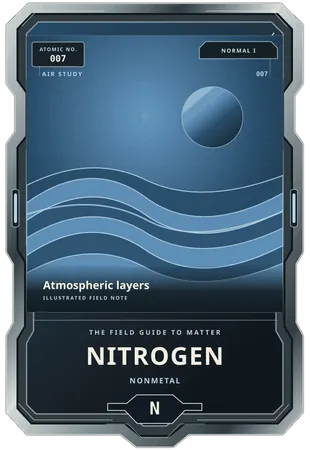 ATOMIC NO.
007
NORMAL I
AIR STUDY
007
Atmospheric layers
ILLUSTRATED FIELD NOTE
THE FIELD GUIDE TO MATTER
NITROGEN
NONMETAL
N